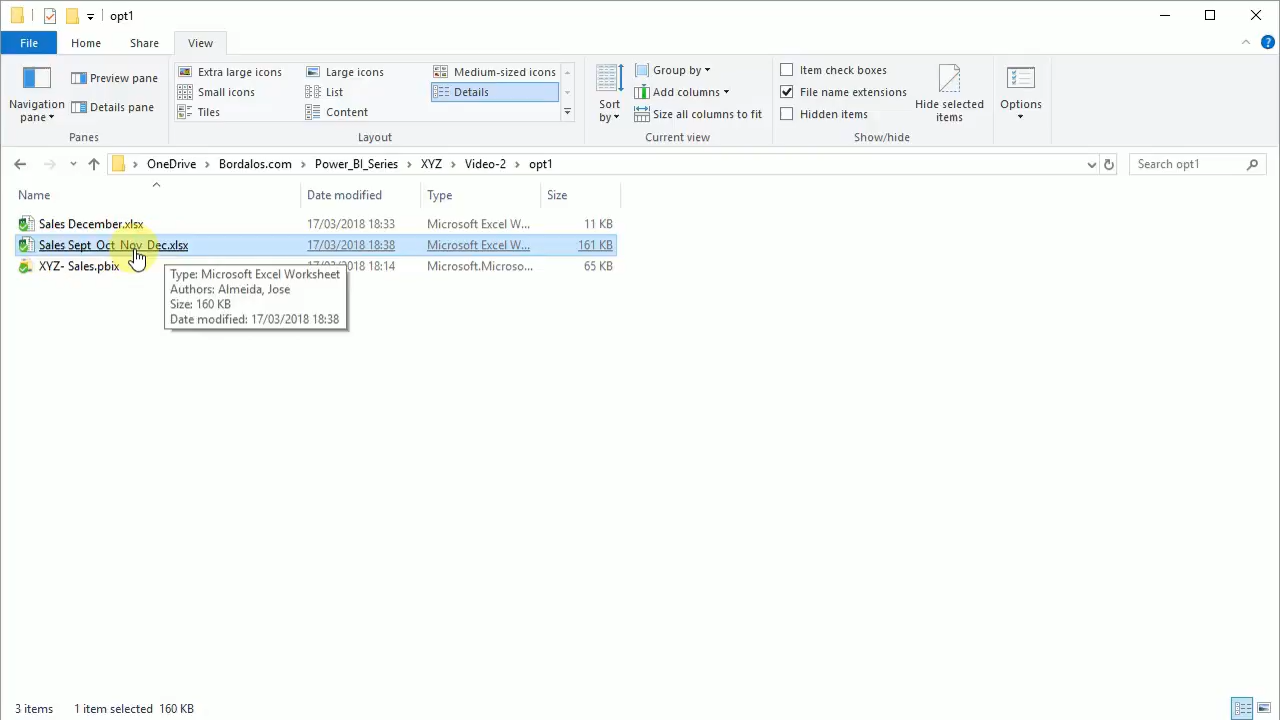 opt1
File Home Share View
Navigation pane
Preview pane
Details pane
Panes
Extra large icons Large icons Medium-sized icons
Small icons List Details
Tiles Content
Layout
Sort by
Group by
Add columns
Size all columns to fit
Current view
Item check boxes
File name extensions
Hidden items
Hide selected items
Show/hide
Options
OneDrive Bordalos.com Power_BI_Series XYZ Video-2 opt1
Search opt1
Name Date modified Type Size
Sales December.xlsx 17/03/2018 18:33 Microsoft Excel W... 11 KB
Sales Sept_Oct_Nov_Dec.xlsx 17/03/2018 18:38 Microsoft Excel W... 161 KB
XYZ- Sales.pbix 17/03/2018 18:14 Microsoft.Microso... 65 KB
Type: Microsoft Excel Worksheet
Authors: Almeida, Jose
Size: 160 KB
Date modified: 17/03/2018 18:38
3 items 1 item selected 160 KB